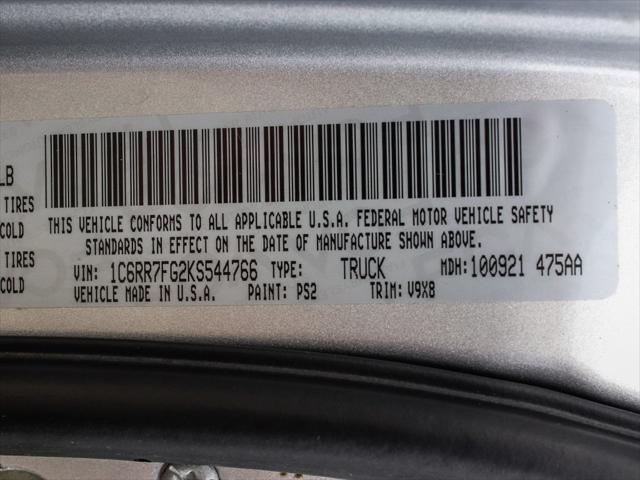 LB
TIRES
COLD
TIRES
COLD
THIS VEHICLE CONFORMS TO ALL APPLICABLE U.S.A. FEDERAL MOTOR VEHICLE SAFETY
STANDARDS IN EFFECT ON THE DATE OF MANUFACTURE SHOWN ABOVE.
VIN: 1C6RR7FG2KS544766 TYPE: TRUCK MDH: 100921 475AA
VEHICLE MADE IN U.S.A. PAINT: PS2 TRIM: V9X8